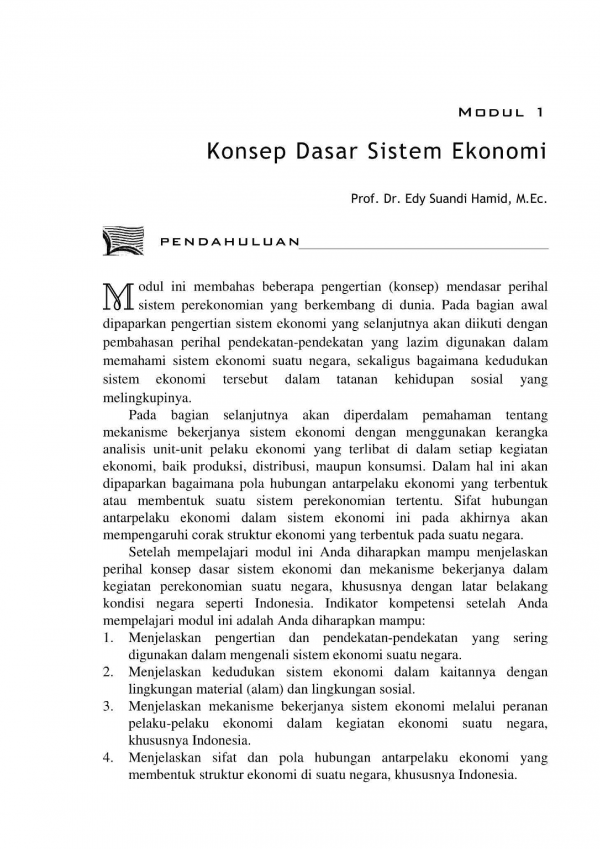 MODUL 1
Konsep Dasar Sistem Ekonomi
Prof. Dr. Edy Suandi Hamid, M.Ec.
PENDAHULUAN
Modul ini membahas beberapa pengertian (konsep) mendasar perihal
sistem perekonomian yang berkembang di dunia. Pada bagian awal
dipaparkan pengertian sistem ekonomi yang selanjutnya akan diikuti dengan
pembahasan perihal pendekatan-pendekatan yang lazim digunakan dalam
memahami sistem ekonomi suatu negara, sekaligus bagaimana kedudukan
sistem ekonomi tersebut dalam tatanan kehidupan sosial yang
melingkupinya.
Pada bagian selanjutnya akan diperdalam pemahaman tentang
mekanisme bekerjanya sistem ekonomi dengan menggunakan kerangka
analisis unit-unit pelaku ekonomi yang terlibat di dalam setiap kegiatan
ekonomi, baik produksi, distribusi, maupun konsumsi. Dalam hal ini akan
dipaparkan bagaimana pola hubungan antarpelaku ekonomi yang terbentuk
atau membentuk suatu sistem perekonomian tertentu. Sifat hubungan
antarpelaku ekonomi dalam sistem ekonomi ini pada akhirnya akan
mempengaruhi corak struktur ekonomi yang terbentuk pada suatu negara.
Setelah mempelajari modul ini Anda diharapkan mampu menjelaskan
perihal konsep dasar sistem ekonomi dan mekanisme bekerjanya dalam
kegiatan perekonomian suatu negara, khususnya dengan latar belakang
kondisi negara seperti Indonesia. Indikator kompetensi setelah Anda
mempelajari modul ini adalah Anda diharapkan mampu:
1. Menjelaskan pengertian dan pendekatan-pendekatan yang sering
digunakan dalam mengenali sistem ekonomi suatu negara.
2. Menjelaskan kedudukan sistem ekonomi dalam kaitannya dengan
lingkungan material (alam) dan lingkungan sosial.
3. Menjelaskan mekanisme bekerjanya sistem ekonomi melalui peranan
pelaku-pelaku ekonomi dalam kegiatan ekonomi suatu negara,
khususnya Indonesia.
4. Menjelaskan sifat dan pola hubungan antarpelaku ekonomi yang
membentuk struktur ekonomi di suatu negara, khususnya Indonesia.